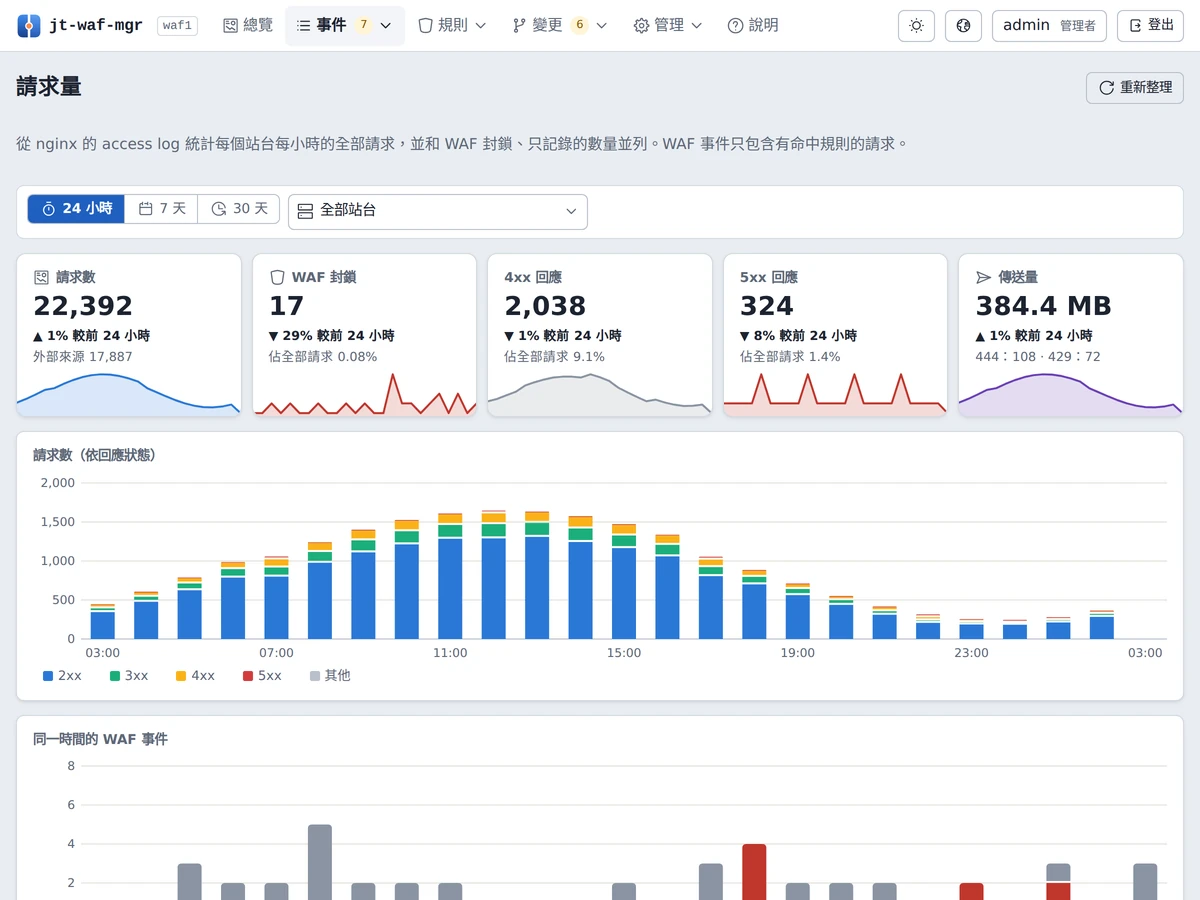 jt-waf-mgr waf1 總覽 事件 7 規則 變更 6 管理 說明 admin 管理者 登出
請求量
重新整理
從 nginx 的 access log 統計每個站台每小時的全部請求，並和 WAF 封鎖、只記錄的數量並列。WAF 事件只包含有命中規則的請求。
24 小時 7 天 30 天 全部站台
請求數
22,392
▲ 1% 較前 24 小時
外部來源 17,887
WAF 封鎖
17
▼ 29% 較前 24 小時
佔全部請求 0.08%
4xx 回應
2,038
▼ 1% 較前 24 小時
佔全部請求 9.1%
5xx 回應
324
▼ 8% 較前 24 小時
佔全部請求 1.4%
傳送量
384.4 MB
▲ 1% 較前 24 小時
444：108 · 429：72
請求數（依回應狀態）
2,000
1,500
1,000
500
0
03:00 07:00 11:00 15:00 19:00 23:00 03:00
2xx 3xx 4xx 5xx 其他
同一時間的 WAF 事件
8
6
4
2